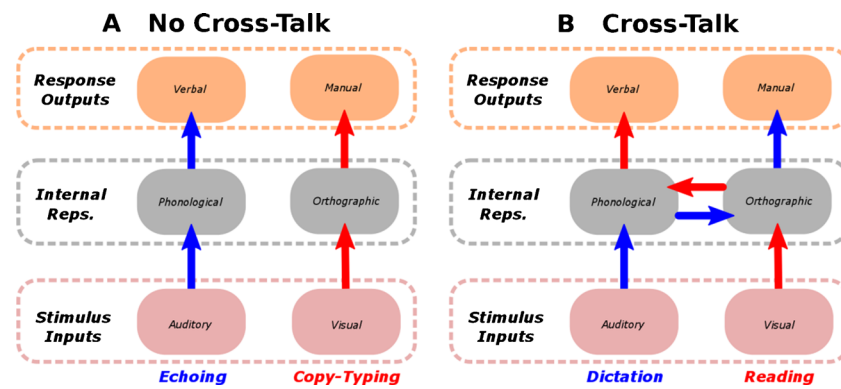 A No Cross-Talk
Response
Outputs
Verbal
Manual
Internal
Reps.
Phonological
Orthographic
Stimulus
Inputs
Auditory
Visual
Echoing
Copy-Typing
B Cross-Talk
Response
Outputs
Verbal
Manual
Internal
Reps.
Phonological
Orthographic
Stimulus
Inputs
Auditory
Visual
Dictation
Reading